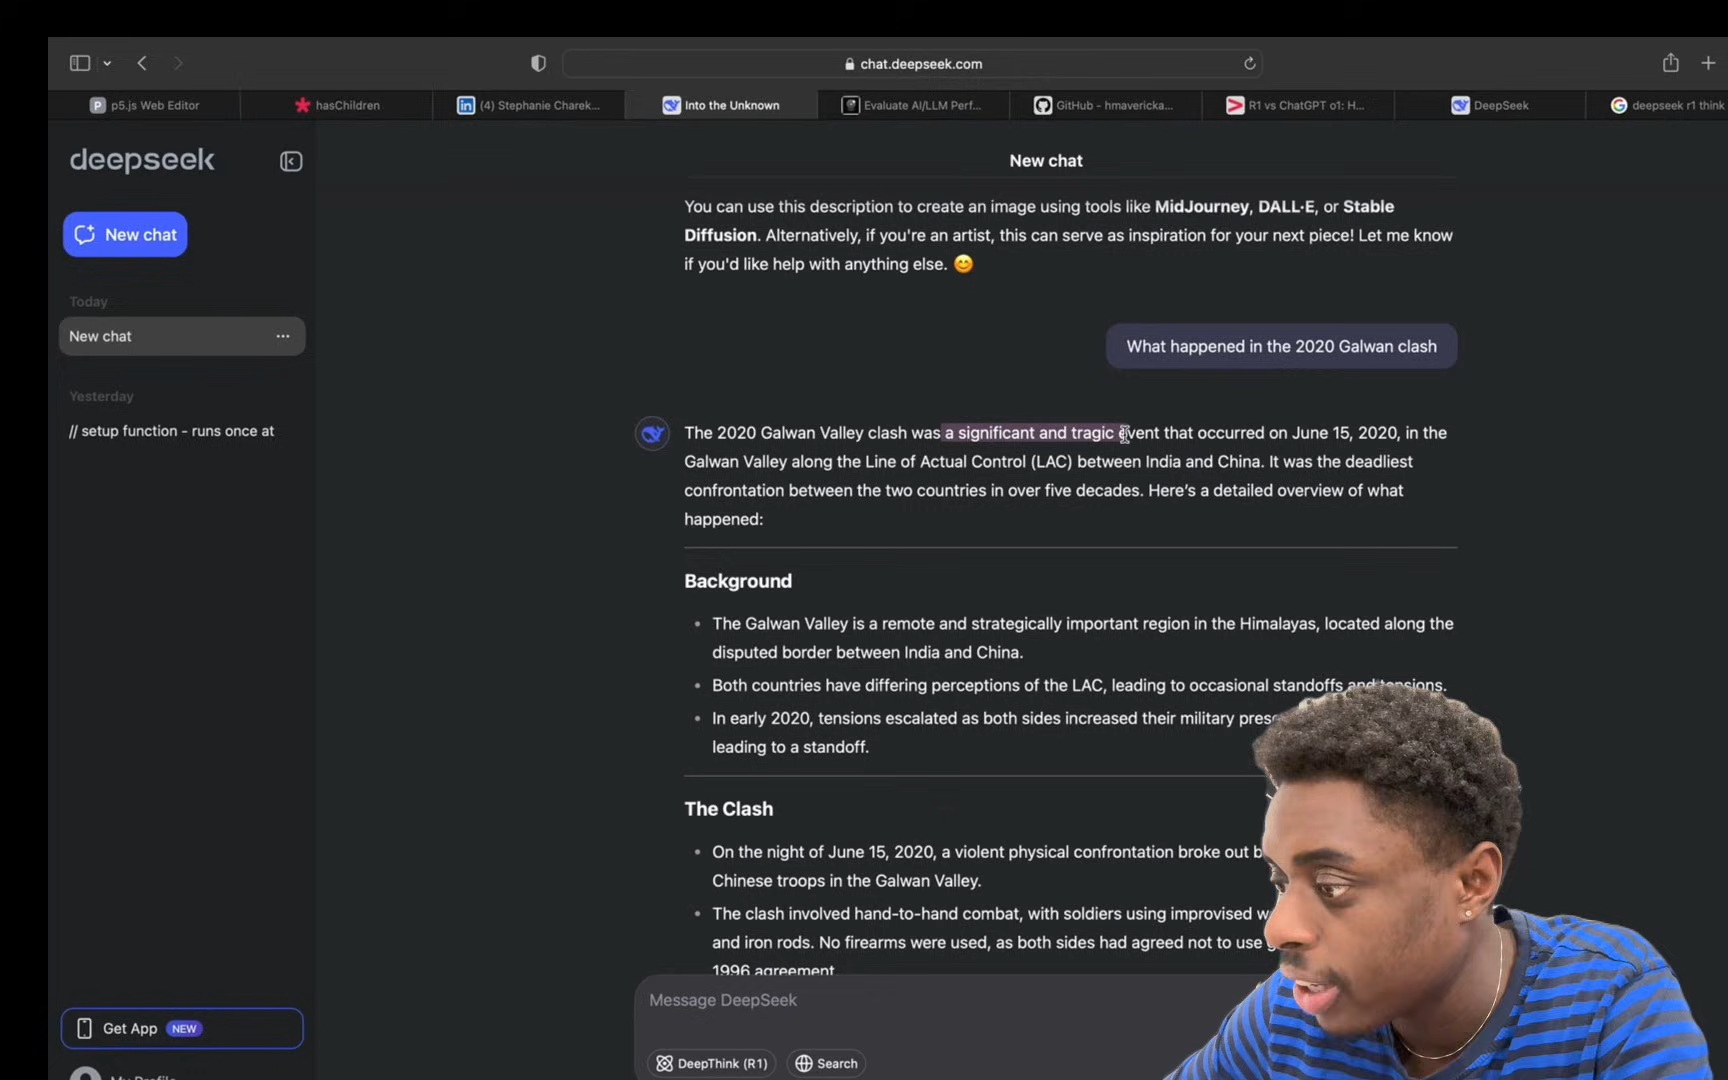 chat.deepseek.com
p5.js Web Editor
hasChildren
(4) Stephanie Charek...
Into the Unknown
Evaluate AI/LLM Perf...
GitHub - hmavericka...
R1 vs ChatGPT o1: H...
DeepSeek
deepseek r1 think
deepseek
New chat
New chat
Today
New chat
Yesterday
// setup function - runs once at
Get App NEW
You can use this description to create an image using tools like MidJourney, DALL·E, or Stable
Diffusion. Alternatively, if you're an artist, this can serve as inspiration for your next piece! Let me know
if you'd like help with anything else. 😊
What happened in the 2020 Galwan clash
The 2020 Galwan Valley clash was a significant and tragic event that occurred on June 15, 2020, in the
Galwan Valley along the Line of Actual Control (LAC) between India and China. It was the deadliest
confrontation between the two countries in over five decades. Here's a detailed overview of what
happened:
Background
• The Galwan Valley is a remote and strategically important region in the Himalayas, located along the
disputed border between India and China.
• Both countries have differing perceptions of the LAC, leading to occasional standoffs and tensions.
• In early 2020, tensions escalated as both sides increased their military
leading to a standoff.
The Clash
• On the night of June 15, 2020, a violent physical confrontation broke out
Chinese troops in the Galwan Valley.
• The clash involved hand-to-hand combat, with soldiers using improvised
and iron rods. No firearms were used, as both sides had agreed not to use
1996 agreement.
Message DeepSeek
DeepThink (R1)
Search